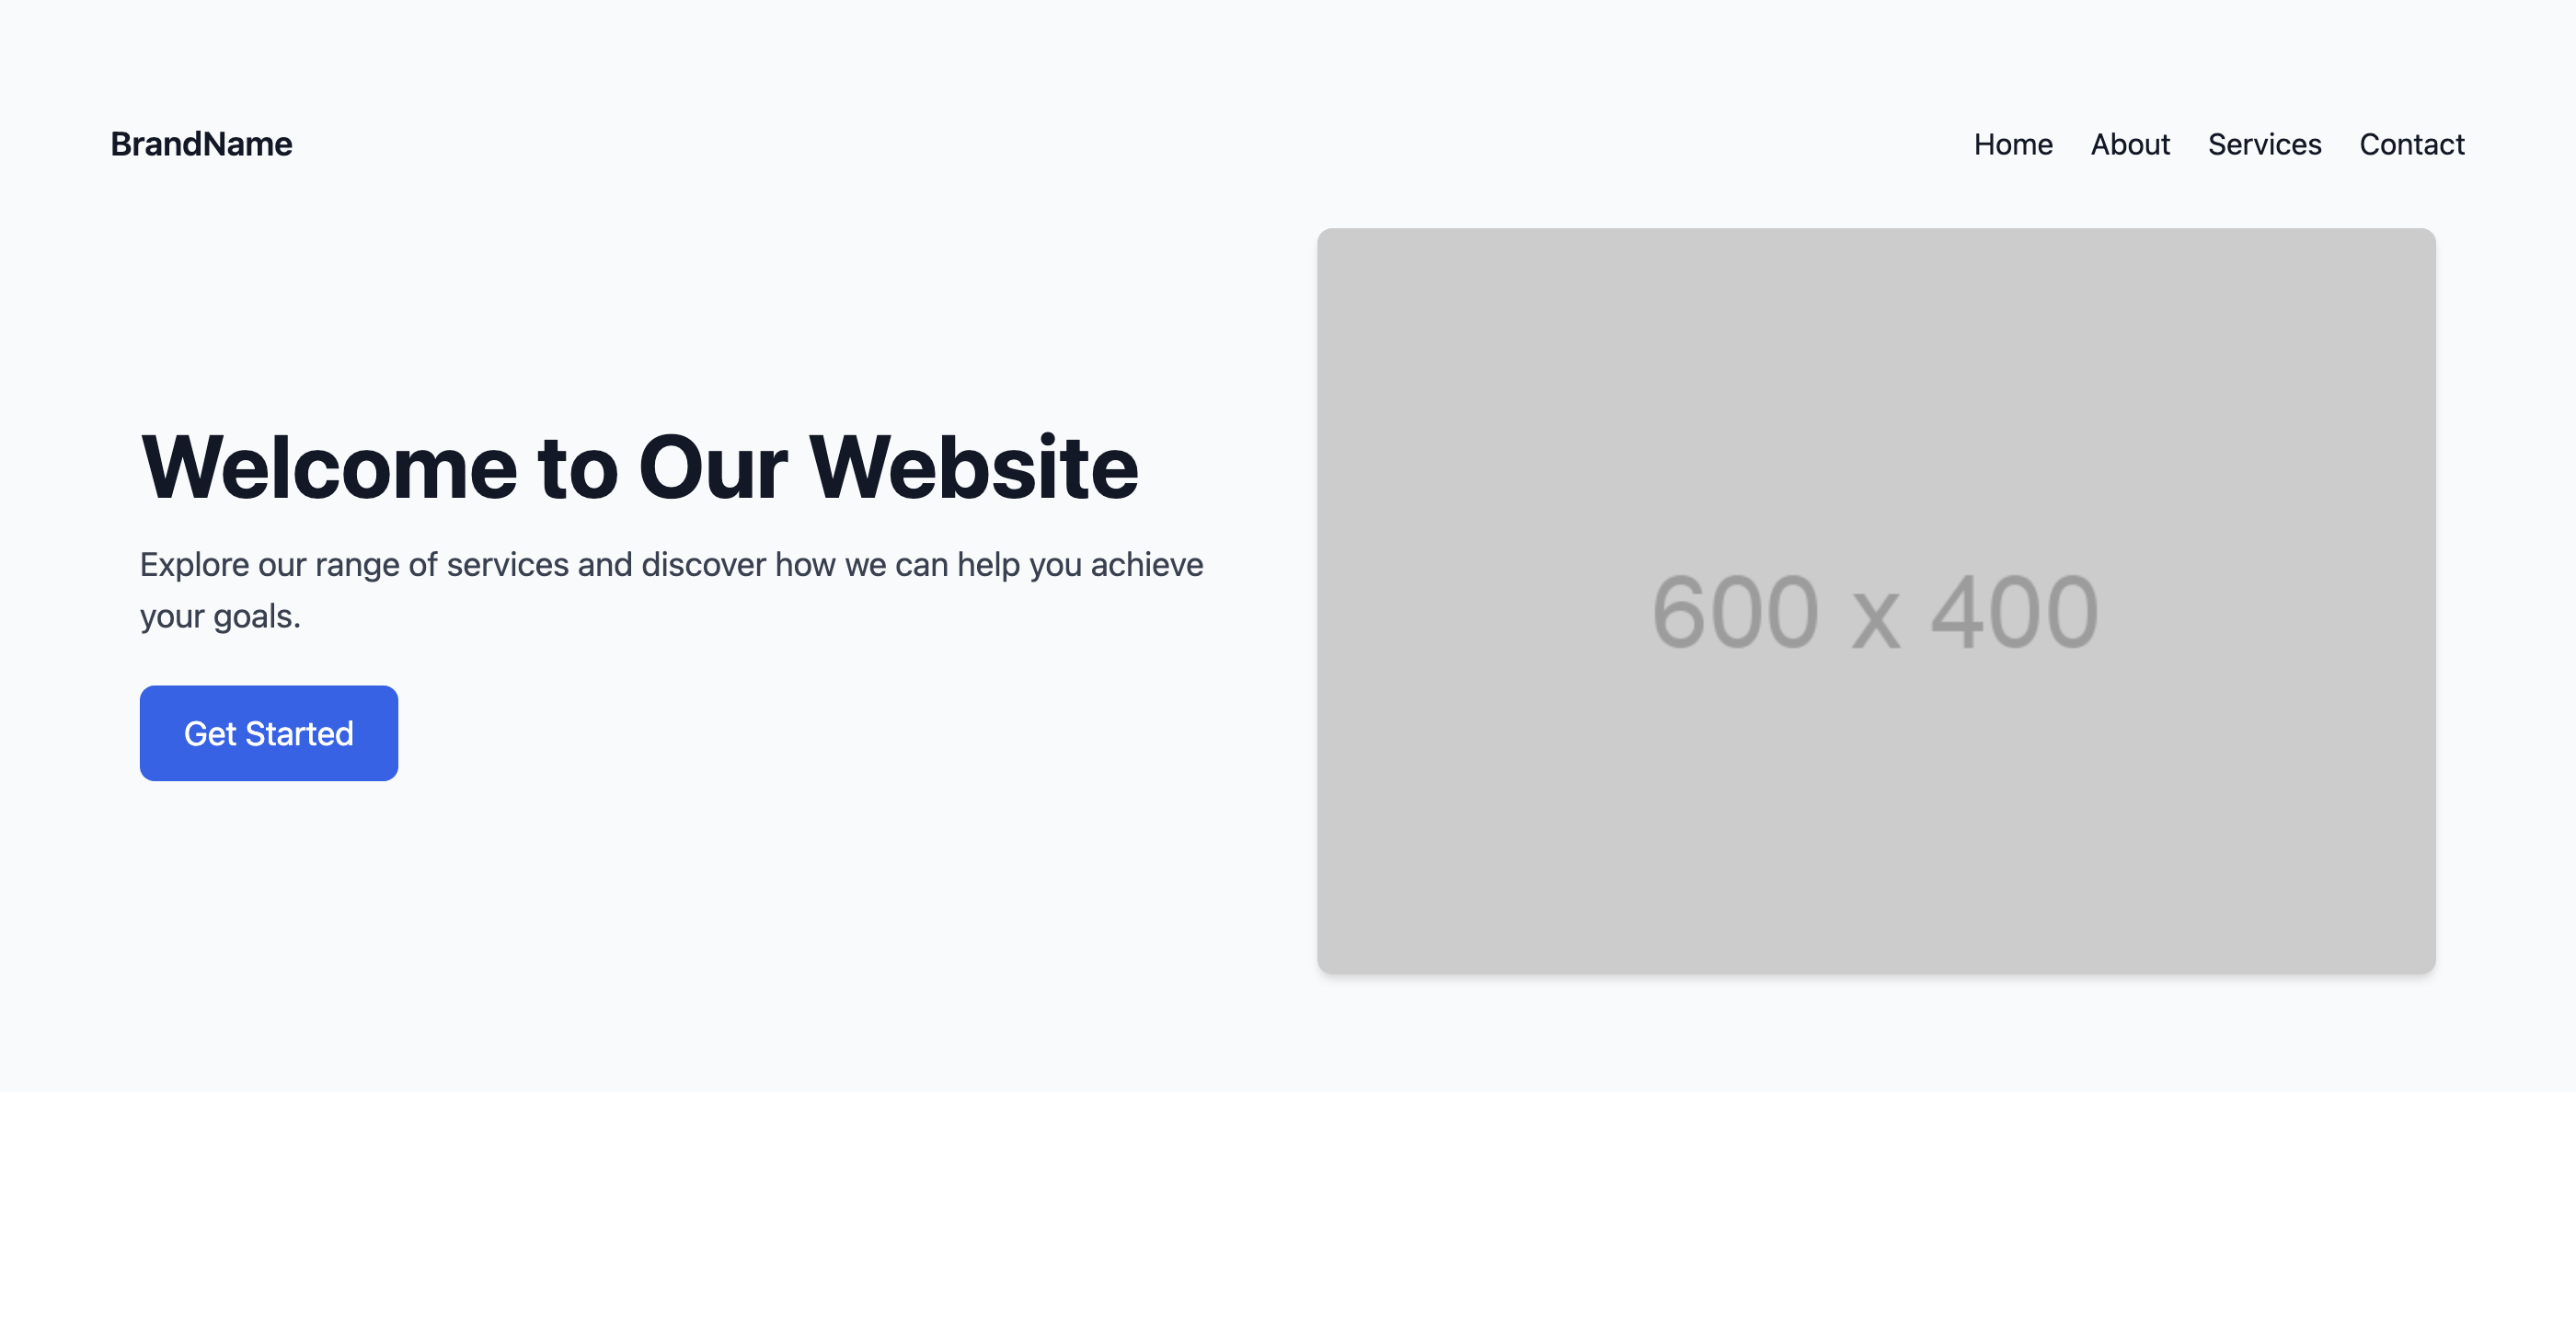 BrandName
Home About Services Contact
Welcome to Our Website
Explore our range of services and discover how we can help you achieve
your goals.
Get Started
600 x 400